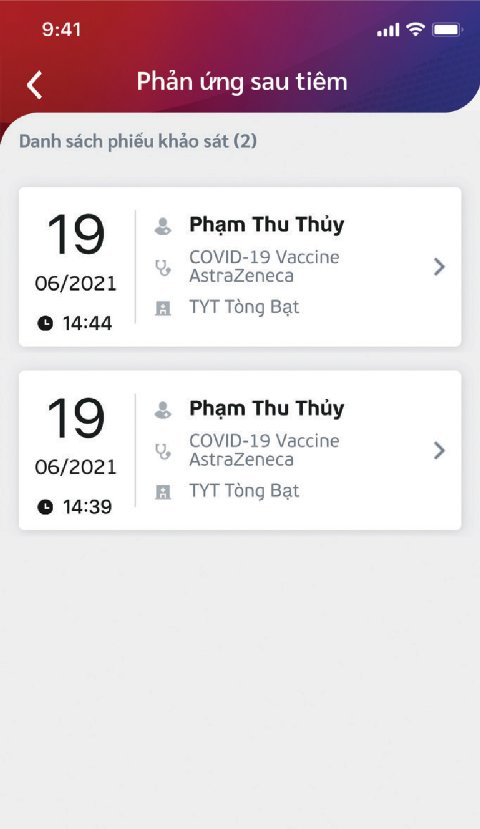 9:41
Phản ứng sau tiêm
Danh sách phiếu khảo sát (2)
19
06/2021
14:44
Phạm Thu Thủy
COVID-19 Vaccine
AstraZeneca
TYT Tòng Bạt
19
06/2021
14:39
Phạm Thu Thủy
COVID-19 Vaccine
AstraZeneca
TYT Tòng Bạt